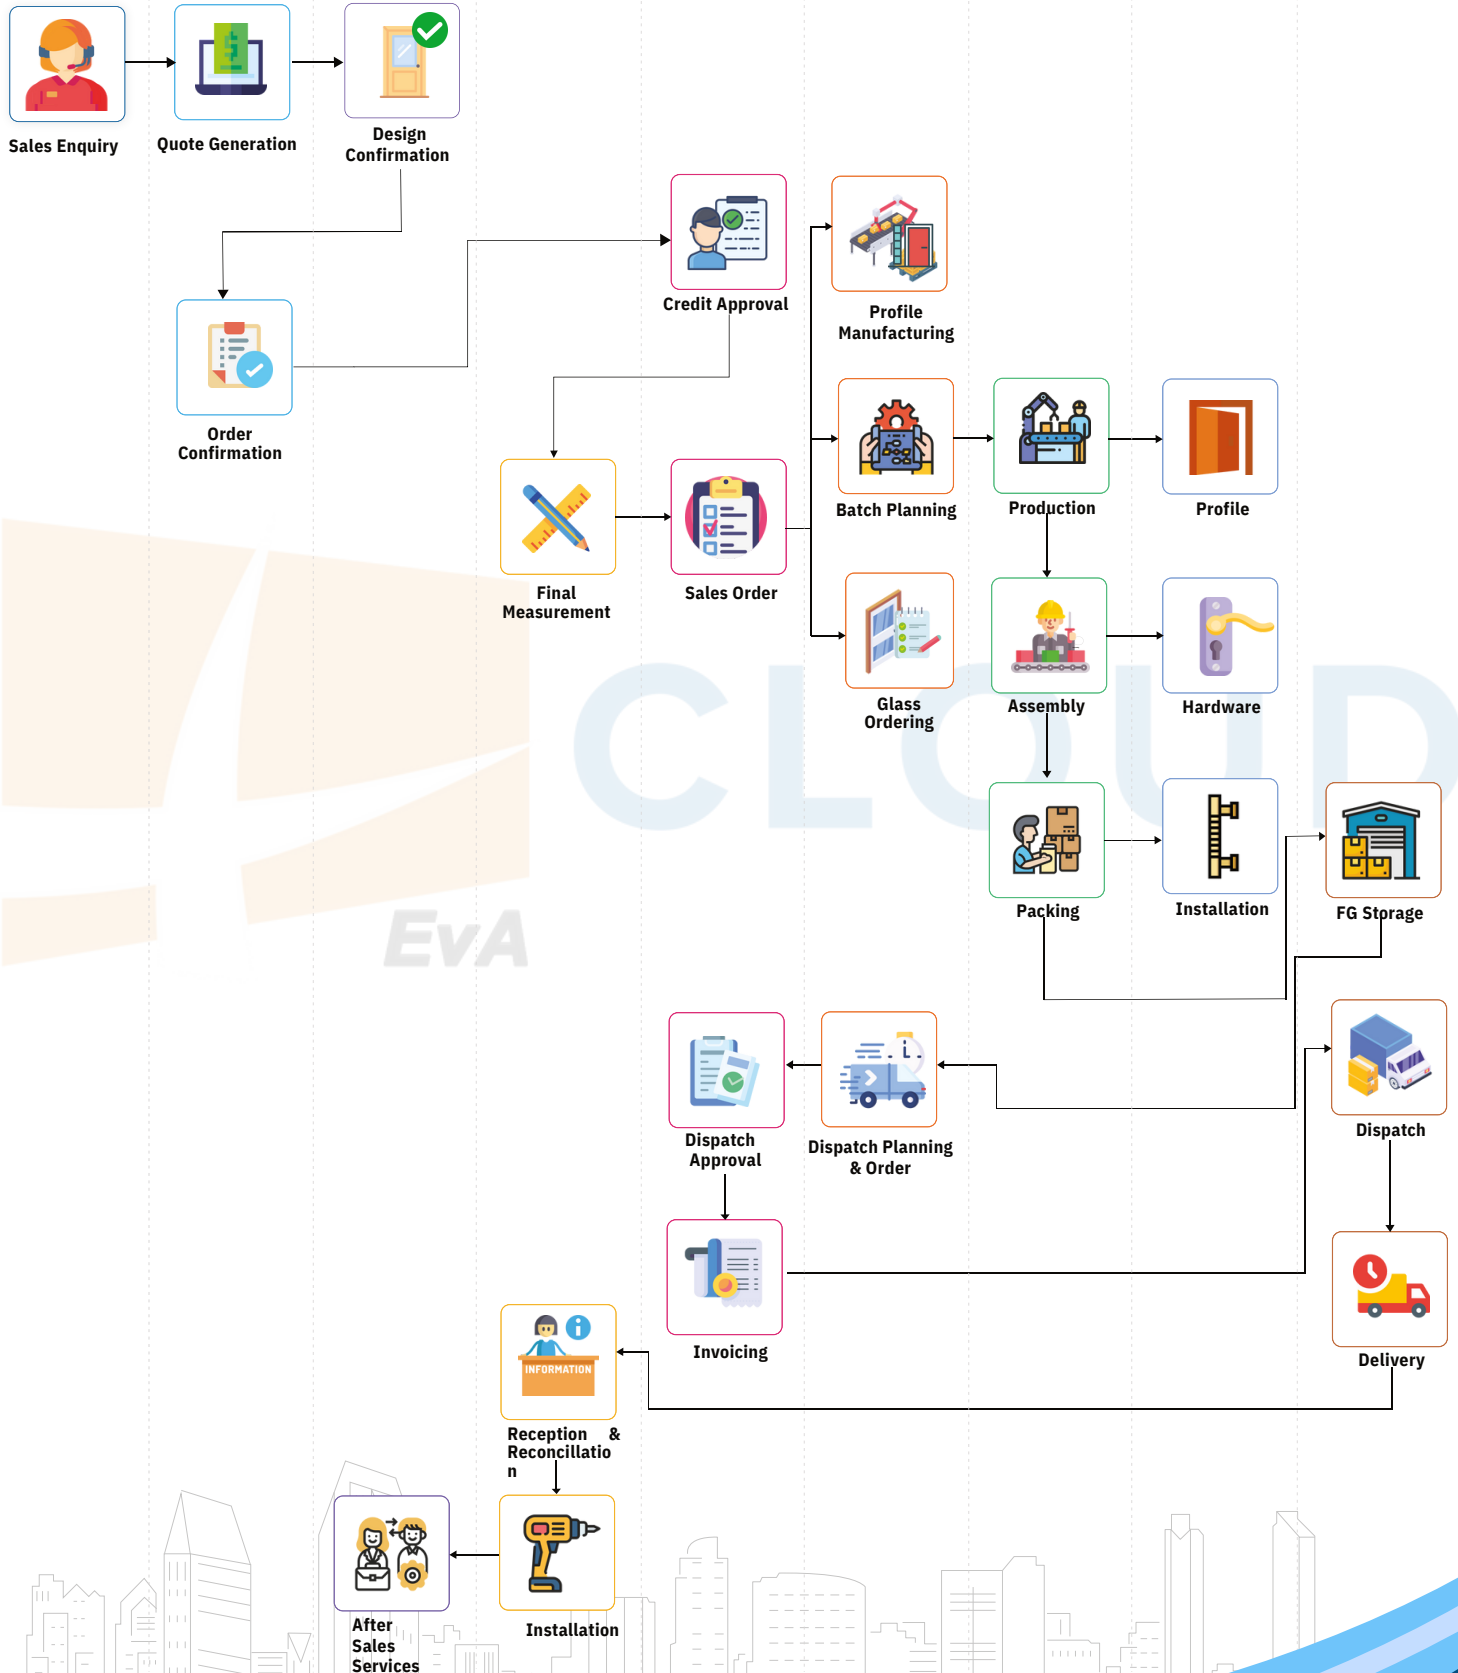 Sales Enquiry
Quote Generation
Design
Confirmation
Credit Approval
Profile
Manufacturing
Order
Confirmation
Batch Planning
Production
Profile
Final
Measurement
Sales Order
Glass
Ordering
Assembly
Hardware
CLOUD
EvA
Packing
Installation
FG Storage
Dispatch
Approval
Dispatch Planning
& Order
Dispatch
INFORMATION
Invoicing
Delivery
Reception &
Reconcillatio
n
After
Sales
Services
Installation